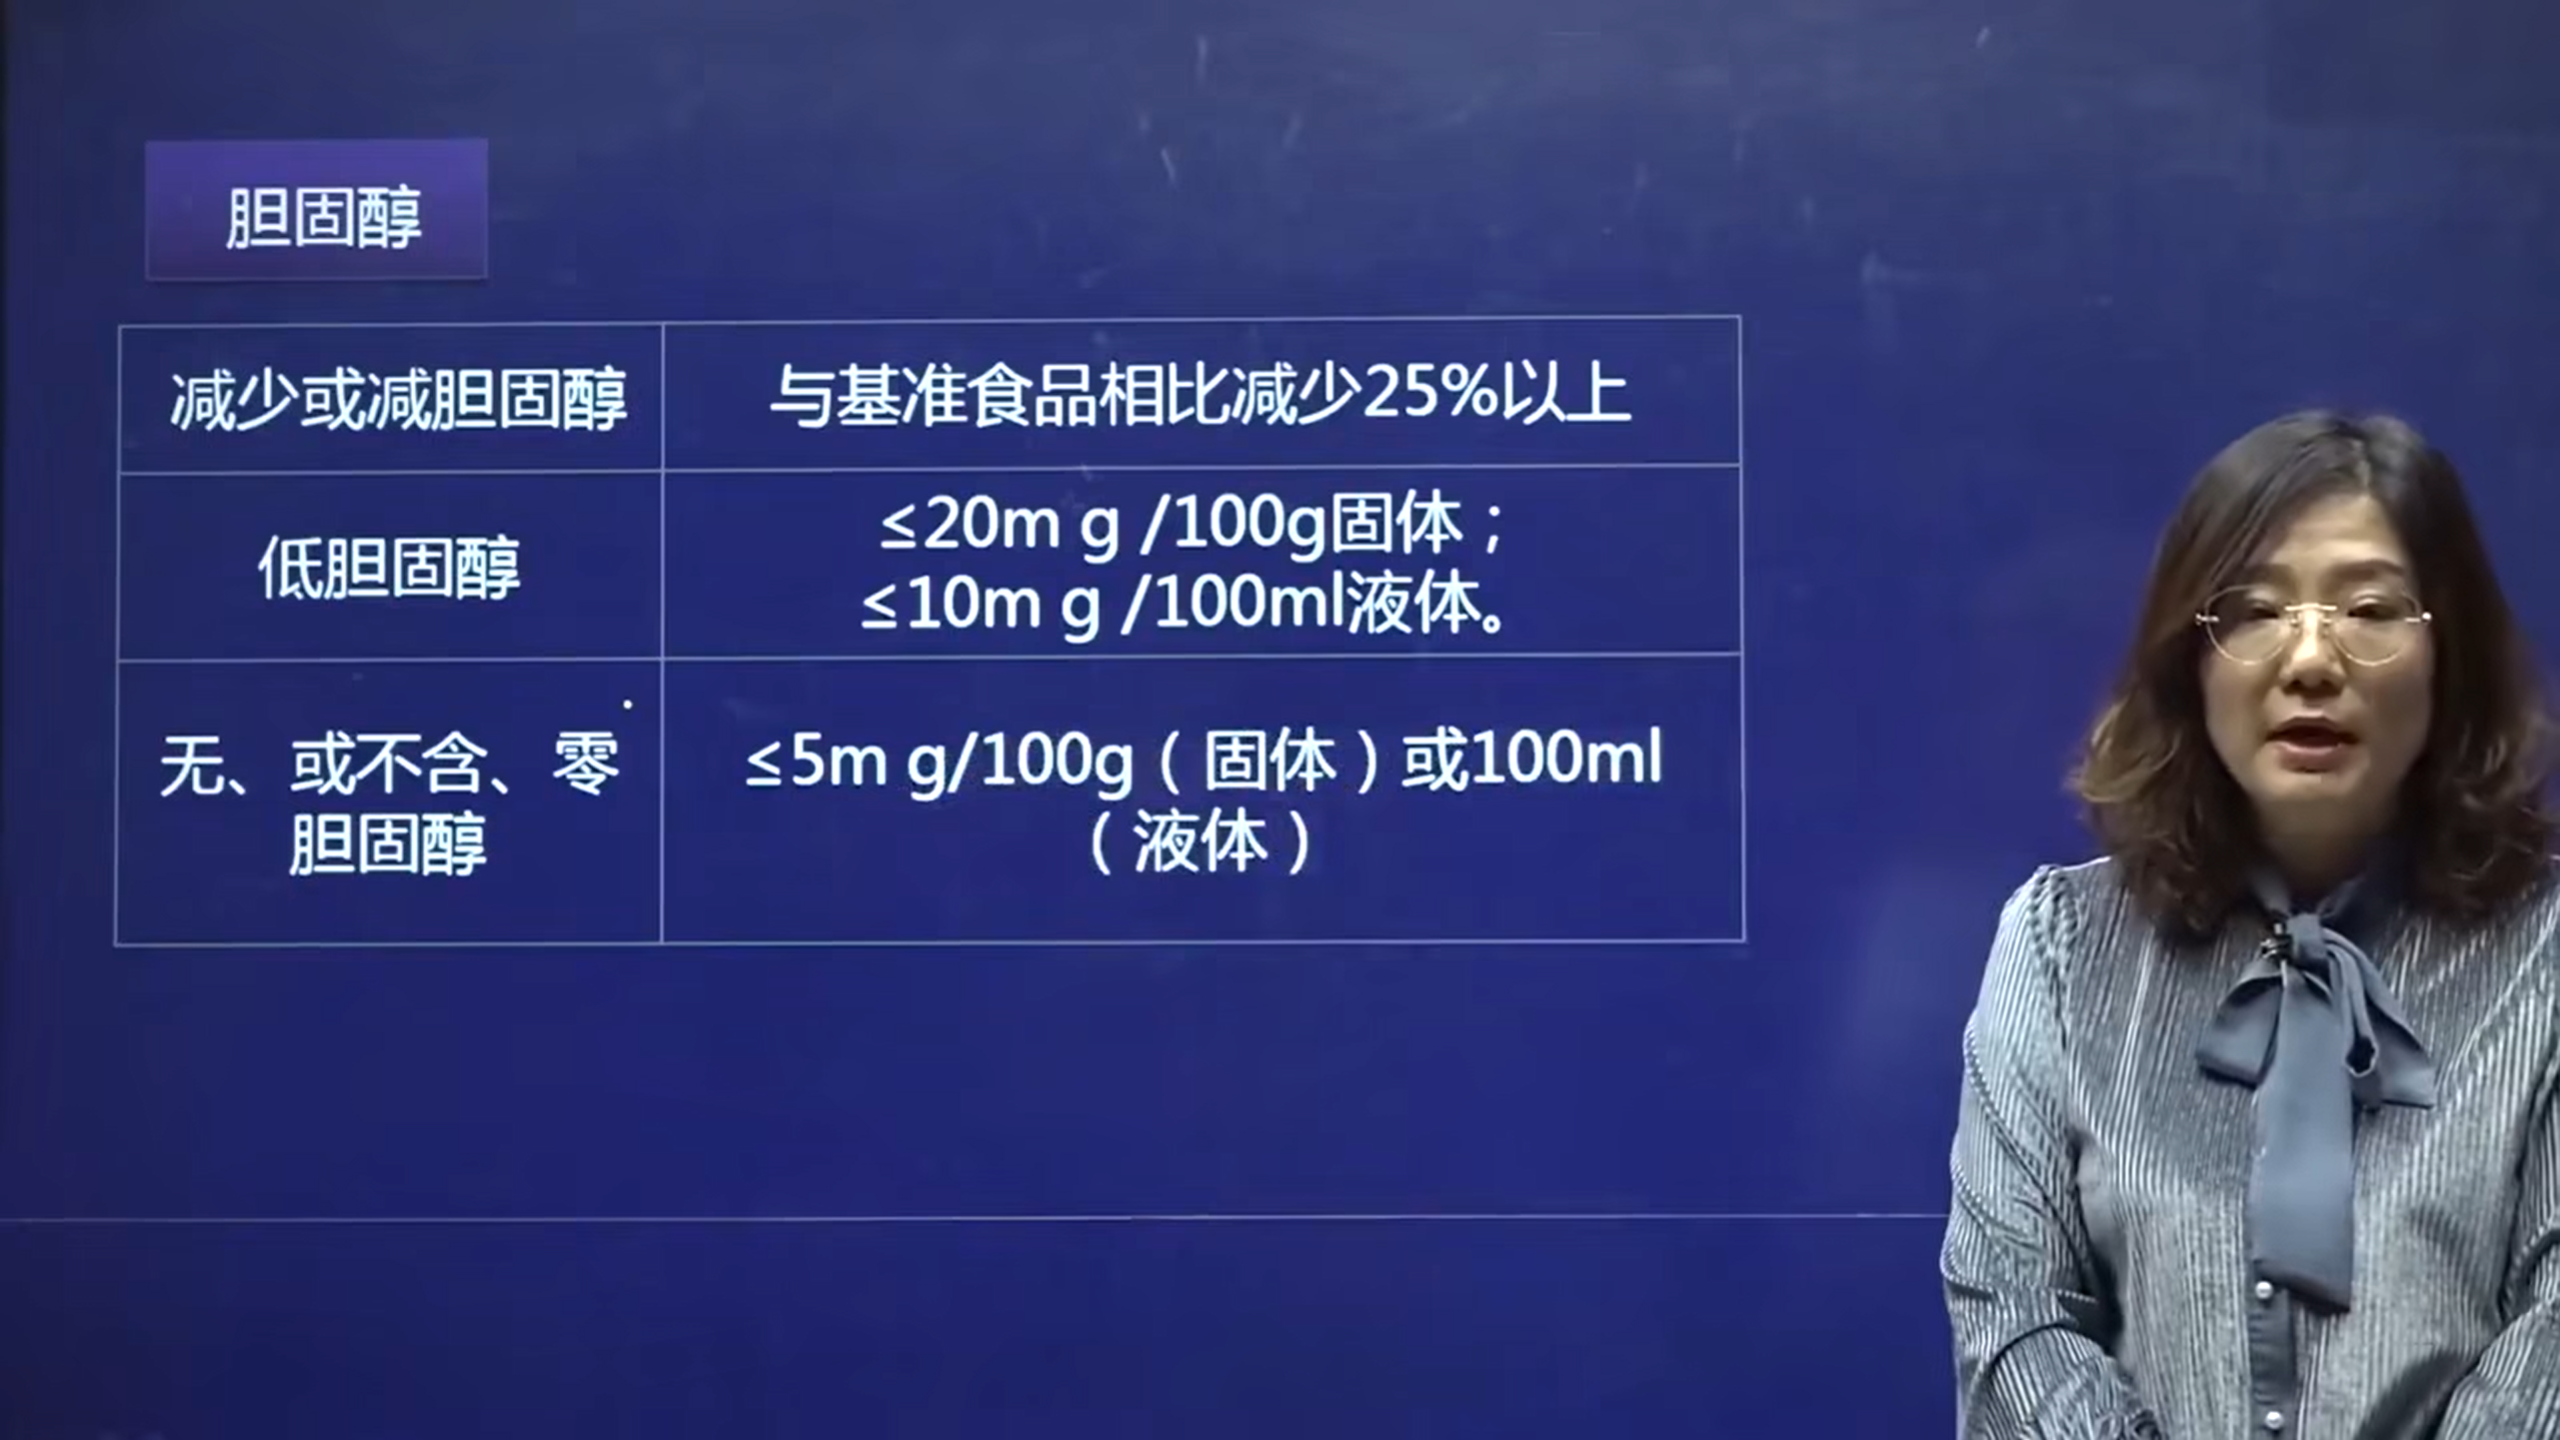 胆固醇
减少或减胆固醇
与基准食品相比减少25%以上
低胆固醇
≤20m g /100g固体；
≤10m g /100ml液体。
无、或不含、零
胆固醇
≤5m g/100g（固体）或100ml
（液体）